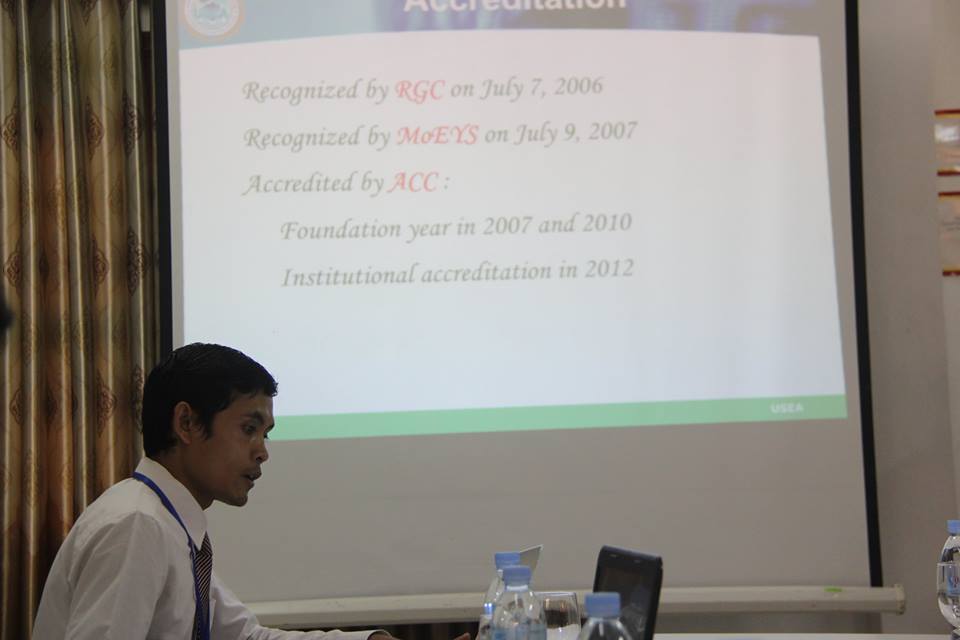 Accreditation
Recognized by RGC on July 7, 2006
Recognized by MoEYS on July 9, 2007
Accredited by ACC :
Foundation year in 2007 and 2010
Institutional accreditation in 2012
USEA